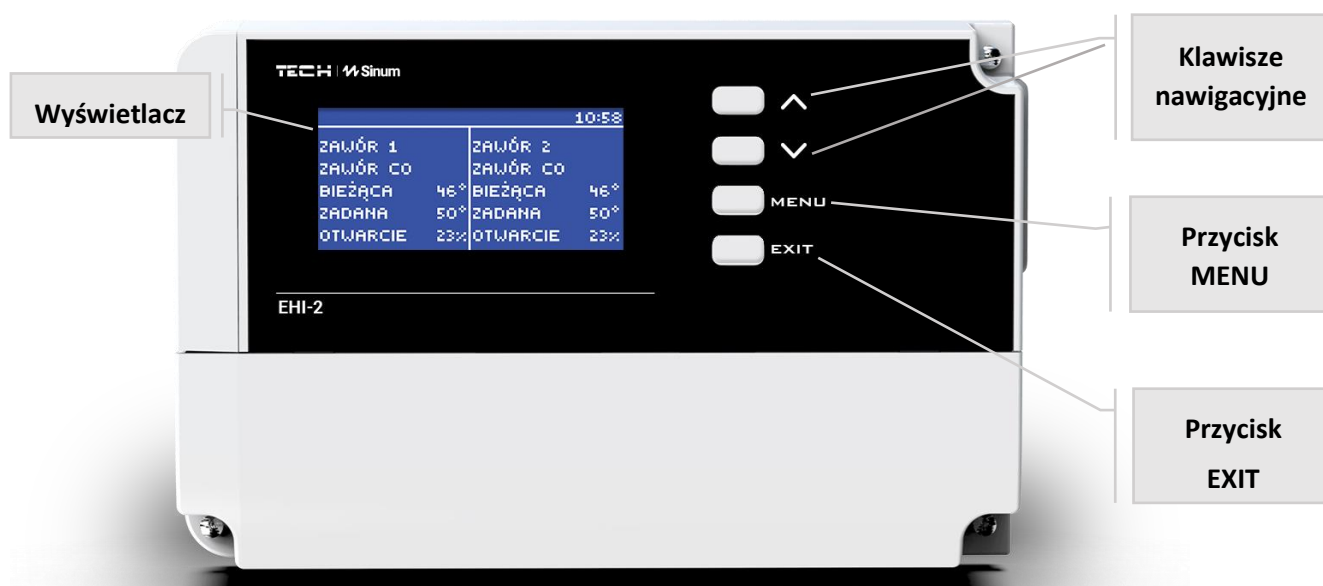 TECH Sinum
Wyświetlacz
10:58
ZAWÓR 1 ZAWÓR 2
ZAWÓR CO ZAWÓR CO
BIEŻĄCA 46° BIEŻĄCA 46°
ZADANA 50° ZADANA 50°
OTWARCIE 23% OTWARCIE 23%
EHI-2
MENU
EXIT
Klawisze
nawigacyjne
Przycisk
MENU
Przycisk
EXIT